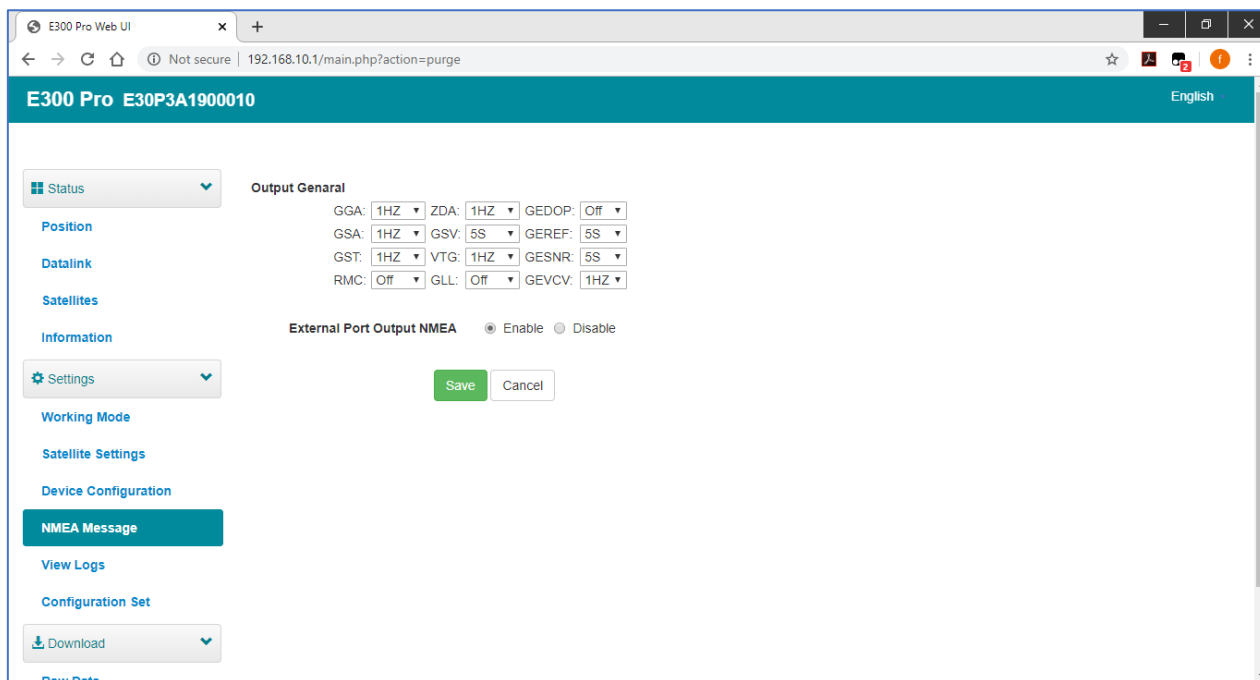 E300 Pro Web UI
Not secure | 192.168.10.1/main.php?action=purge
2
f
E300 Pro E30P3A1900010
English
Status
Position
Datalink
Satellites
Information
Settings
Working Mode
Satellite Settings
Device Configuration
NMEA Message
View Logs
Configuration Set
Download
Output Genaral
GGA: 1HZ ZDA: 1HZ GEDOP: Off
GSA: 1HZ GSV: 5S GEREF: 5S
GST: 1HZ VTG: 1HZ GESNR: 5S
RMC: Off GLL: Off GEVCV: 1HZ
External Port Output NMEA Enable Disable
Save Cancel